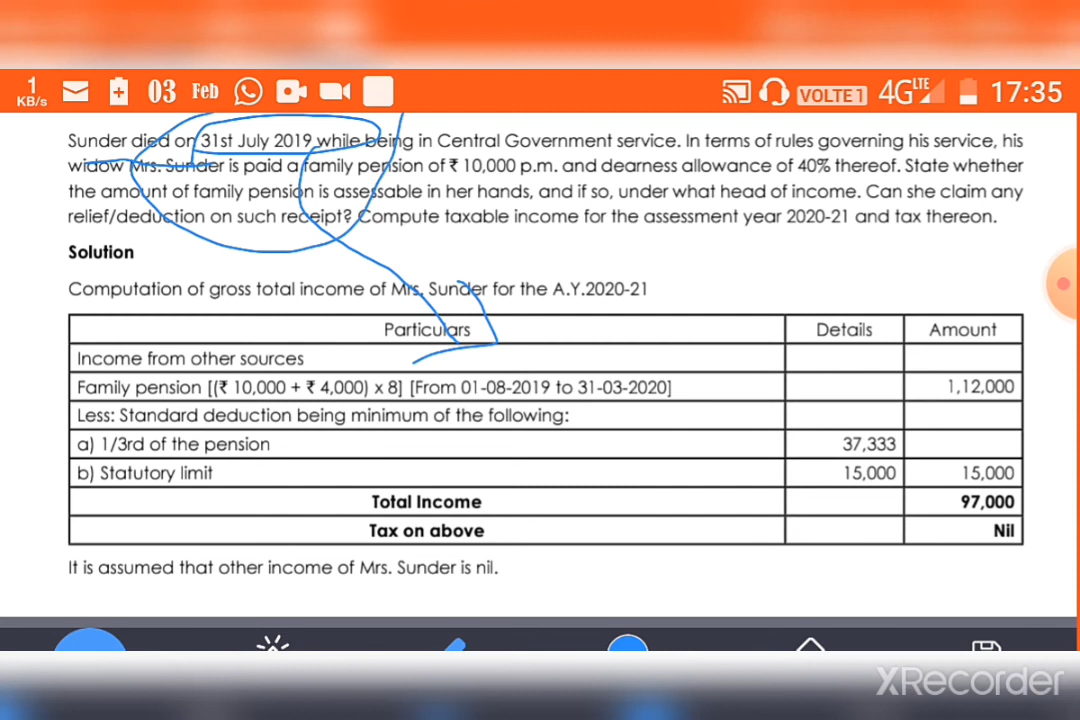 1
KB/s
03 Feb
VOLTE 1 4G LTE 17:35
Sunder died on 31st July 2019 while being in Central Government service. In terms of rules governing his service, his
widow Mrs. Sunder is paid a family pension of ₹ 10,000 p.m. and dearness allowance of 40% thereof. State whether
the amount of family pension is assessable in her hands, and if so, under what head of income. Can she claim any
relief/deduction on such receipt? Compute taxable income for the assessment year 2020-21 and tax thereon.
Solution
Computation of gross total income of Mrs. Sunder for the A.Y.2020-21
Particulars Details Amount
Income from other sources
Family pension [(₹ 10,000 + ₹ 4,000) x 8] [From 01-08-2019 to 31-03-2020] 1,12,000
Less: Standard deduction being minimum of the following:
a) 1/3rd of the pension 37,333
b) Statutory limit 15,000 15,000
Total Income 97,000
Tax on above Nil
It is assumed that other income of Mrs. Sunder is nil.
XRecorder